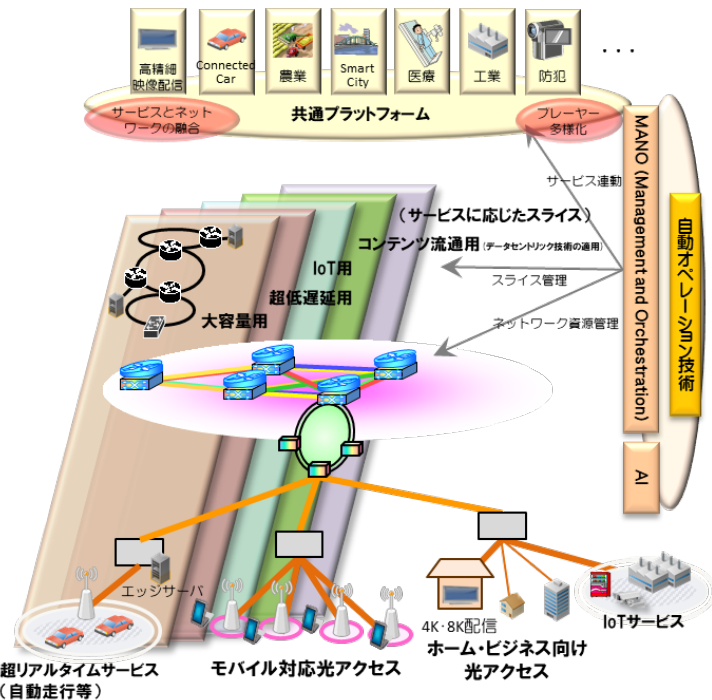 高精細
映像配信
Connected
Car
農業
Smart
City
医療
工業
防犯
・・・
サービスとネット
ワークの融合
共通プラットフォーム
プレーヤー
多様化
MANO (Management and Orchestration)
自動オペレーション技術
AI
サービス連動
(サービスに応じたスライス)
コンテンツ流通用(データセントリック技術の適用)
スライス管理
IoT用
超低遅延用
大容量用
ネットワーク資源管理
エッジサーバ
4K・8K配信
IoTサービス
超リアルタイムサービス
(自動走行等)
モバイル対応光アクセス
ホーム・ビジネス向け
光アクセス